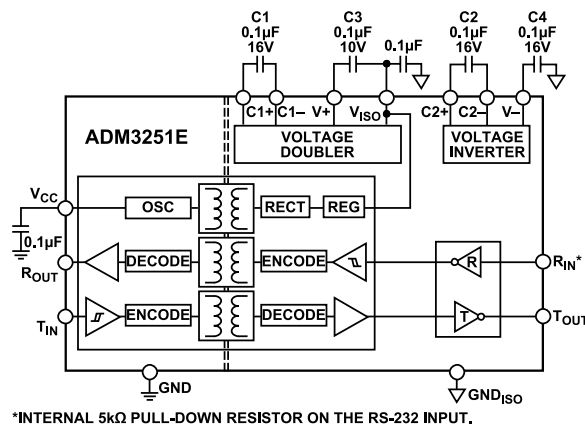 C1
0.1µF
16V
C3
0.1µF
10V
0.1µF
C2
0.1µF
16V
C4
0.1µF
16V
C1+ C1– V+ VISO C2+ C2– V–
ADM3251E
VOLTAGE
DOUBLER
VOLTAGE
INVERTER
VCC
0.1µF
OSC
RECT
REG
ROUT
DECODE
ENCODE
R
RIN*
TIN
ENCODE
DECODE
T
TOUT
GND
GNDISO
*INTERNAL 5kΩ PULL-DOWN RESISTOR ON THE RS-232 INPUT.